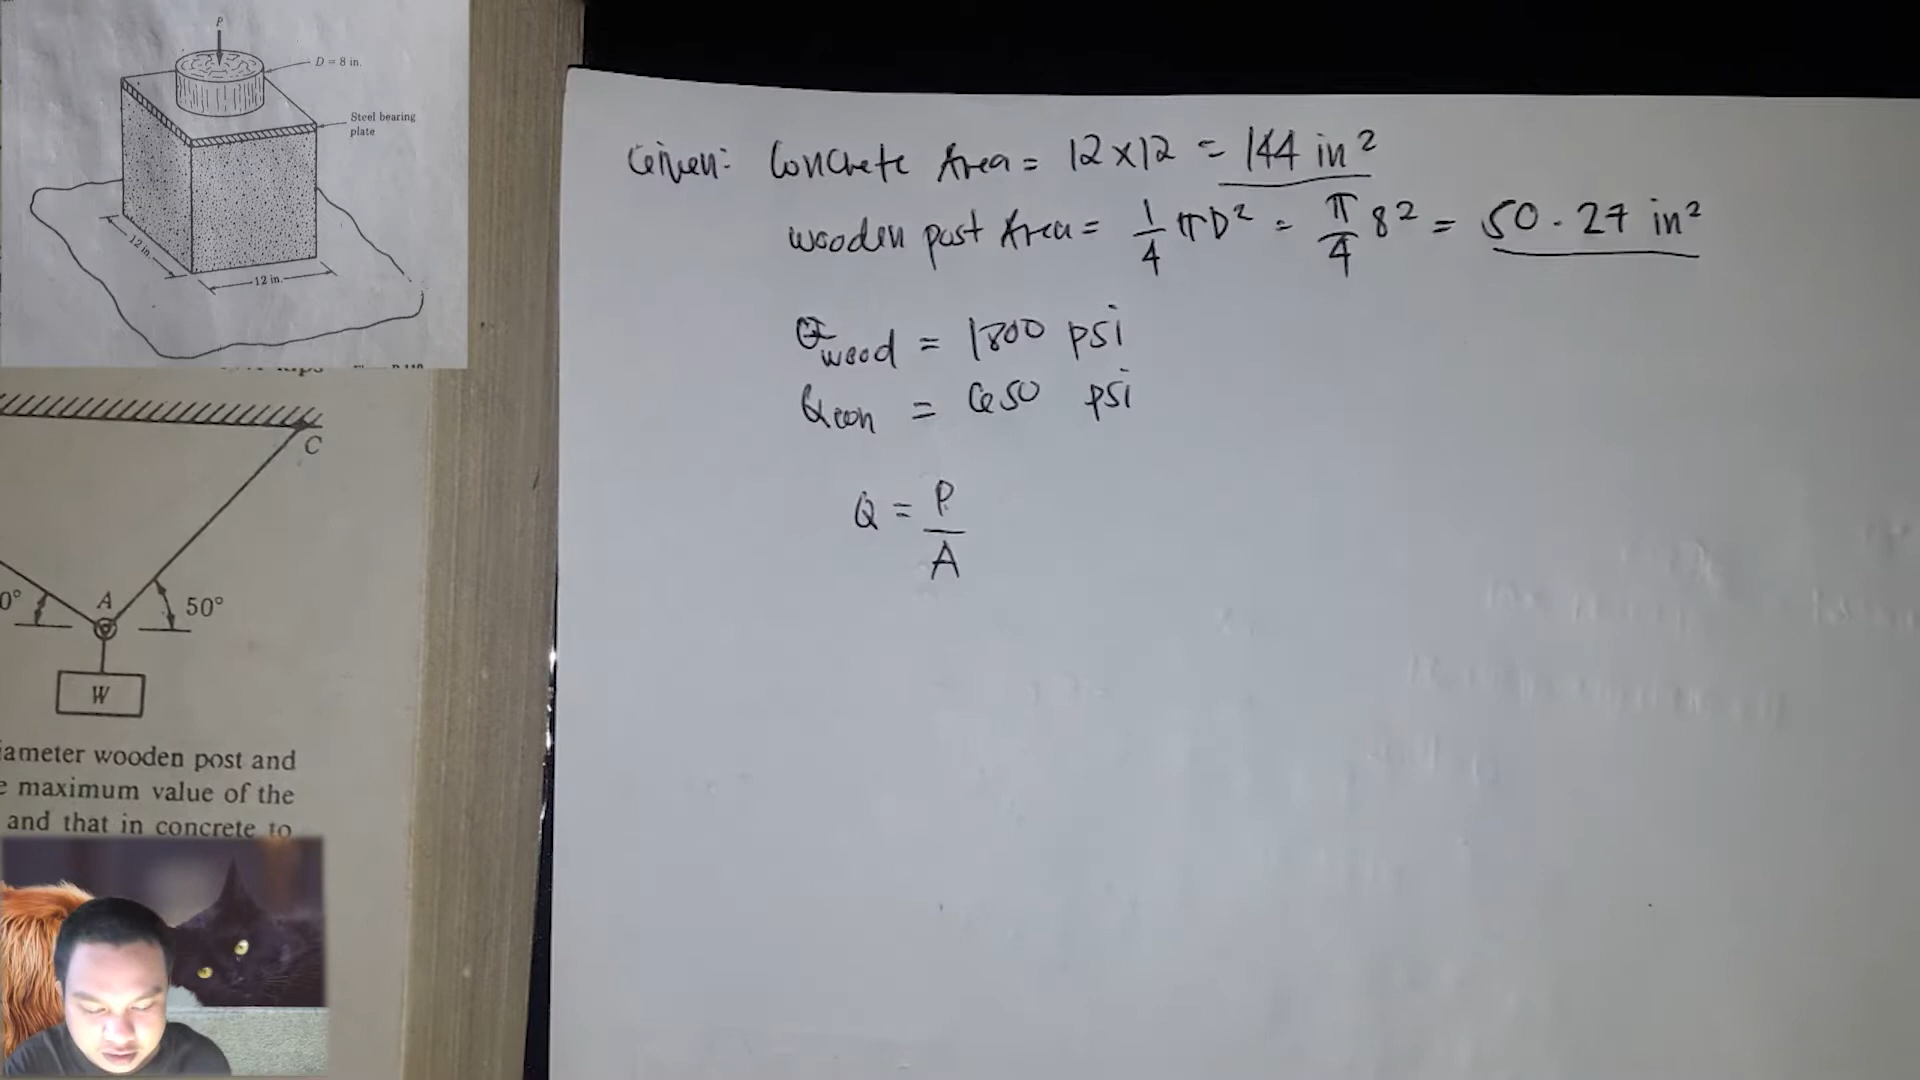 P
D = 8 in.
Steel bearing
plate
12 in.
12 in.
C
A
50°
0°
W
iameter wooden post and
e maximum value of the
and that in concrete to
Given: Concrete Area = 12 x 12 = 144 in²
wooden post Area = 1/4 πD² = π/4 8² = 50.27 in²
σwood = 1800 psi
σcon = 650 psi
σ = P/A